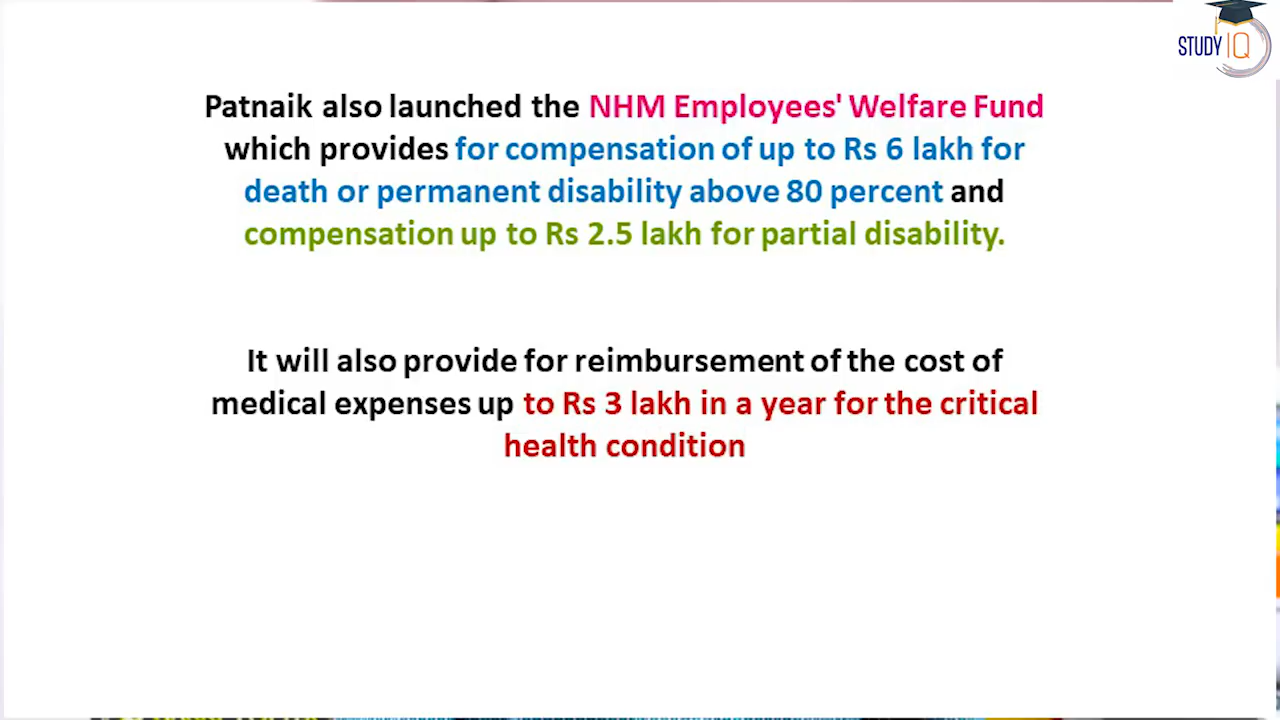 STUDY IQ
Patnaik also launched the NHM Employees' Welfare Fund
which provides for compensation of up to Rs 6 lakh for
death or permanent disability above 80 percent and
compensation up to Rs 2.5 lakh for partial disability.
It will also provide for reimbursement of the cost of
medical expenses up to Rs 3 lakh in a year for the critical
health condition